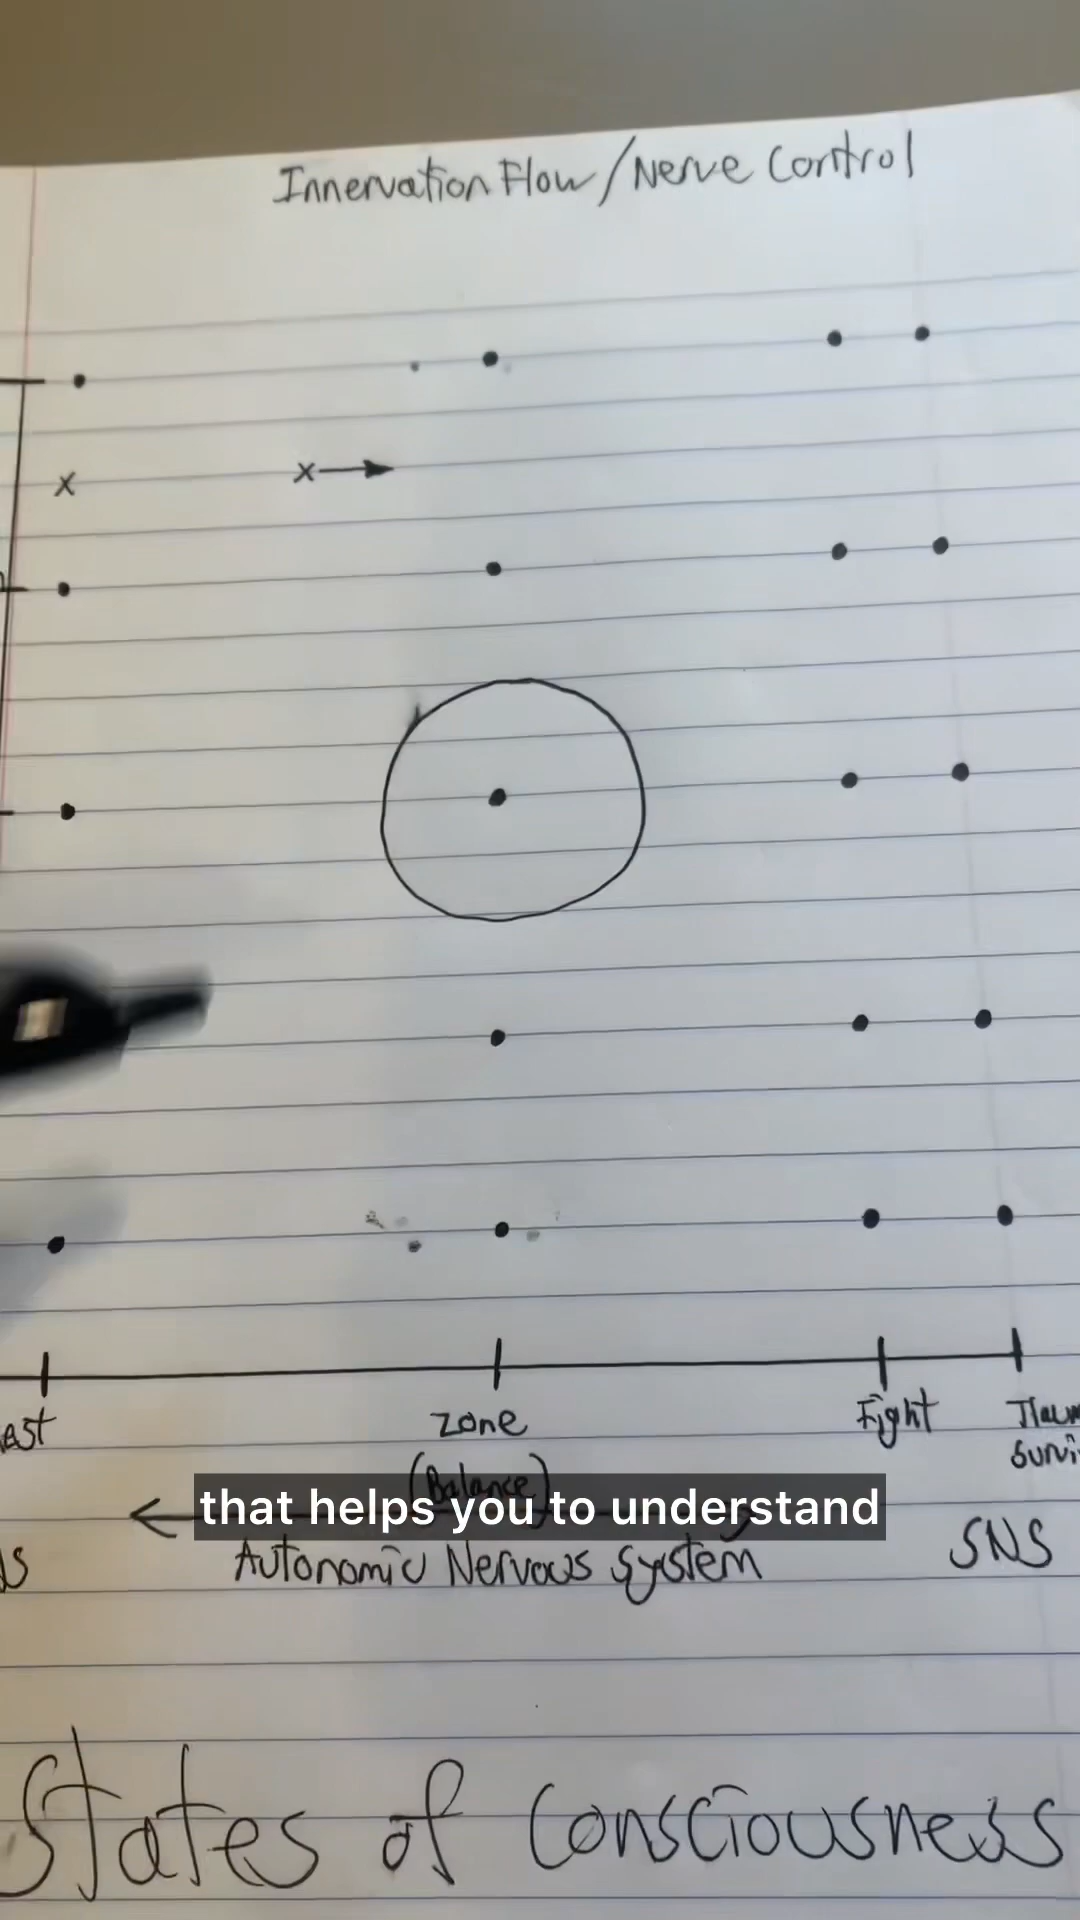 Innervation Flow/Nerve Control
x x
zone Fight
(Balance)
that helps you to understand
SNS
Autonomic Nervous System
States of Consciousness